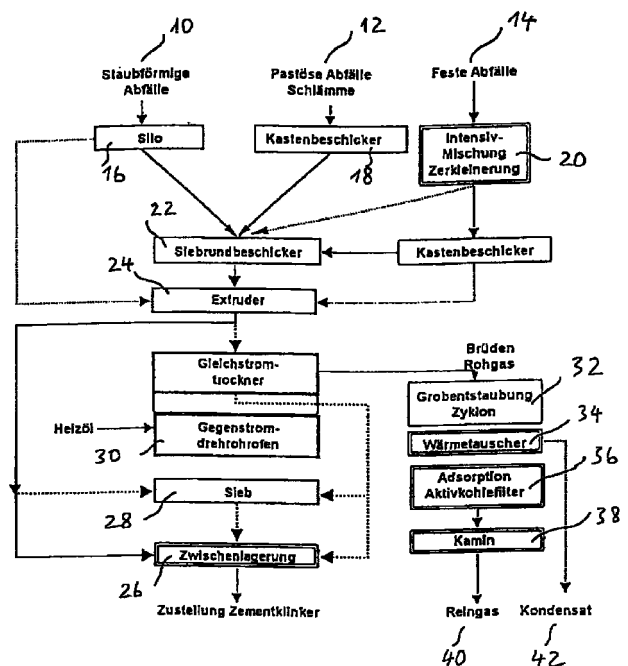 10
12
14
Staubförmige
Abfälle
Pastöse Abfälle
Schlämme
Feste Abfälle
Silo
16
Kastenbeschicker
18
Intensiv-
Mischung
Zerkleinerung
20
22
Siebrundbeschicker
Kastenbeschicker
24
Extruder
Gleichstrom-
trockner
Brüden
Rohgas
Grobentstaubung
Zyklon
32
Heizöl
Gegenstrom-
drehrohrofen
30
Wärmetauscher
34
Adsorption
Aktivkohlefilter
36
Sieb
28
Kamin
38
Zwischenlagerung
26
Zustellung Zementklinker
Reingas
Kondensat
40
42